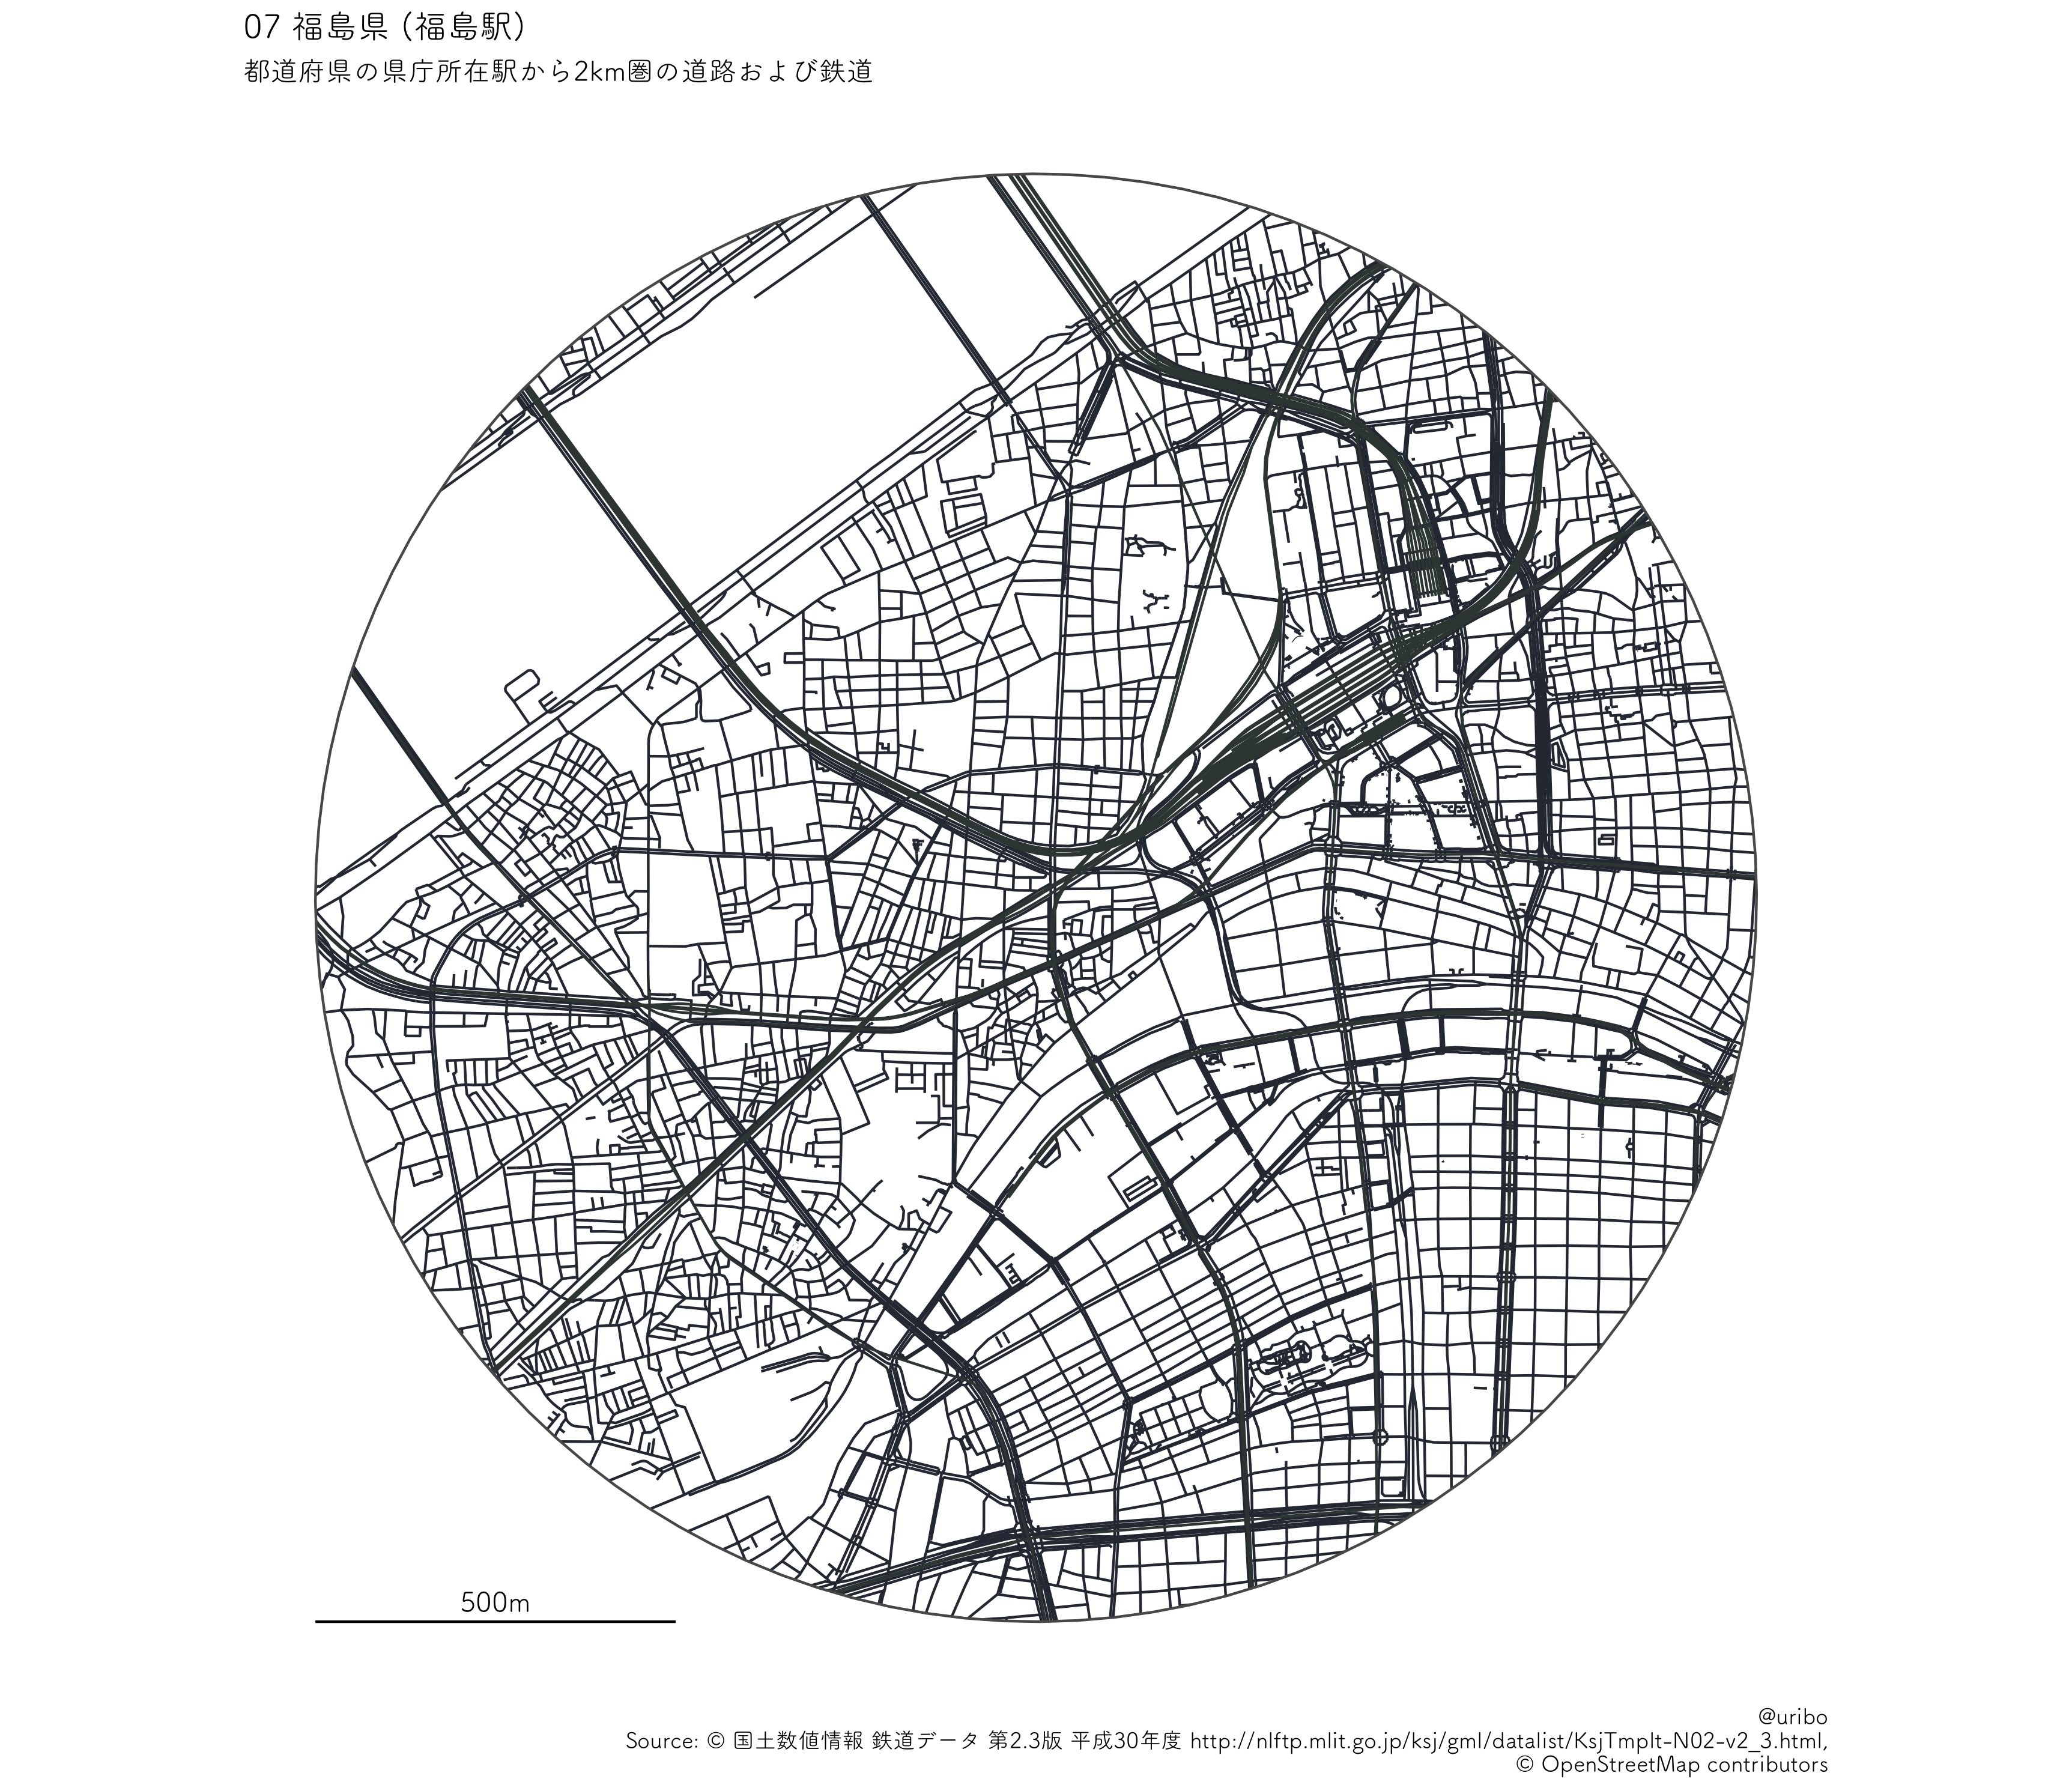 07 福島県 (福島駅)
都道府県の県庁所在駅から2km圏の道路および鉄道
500m
@uribo
Source: © 国土数値情報 鉄道データ 第2.3版 平成30年度 http://nlftp.mlit.go.jp/ksj/gml/datalist/KsjTmplt-N02-v2_3.html,
© OpenStreetMap contributors